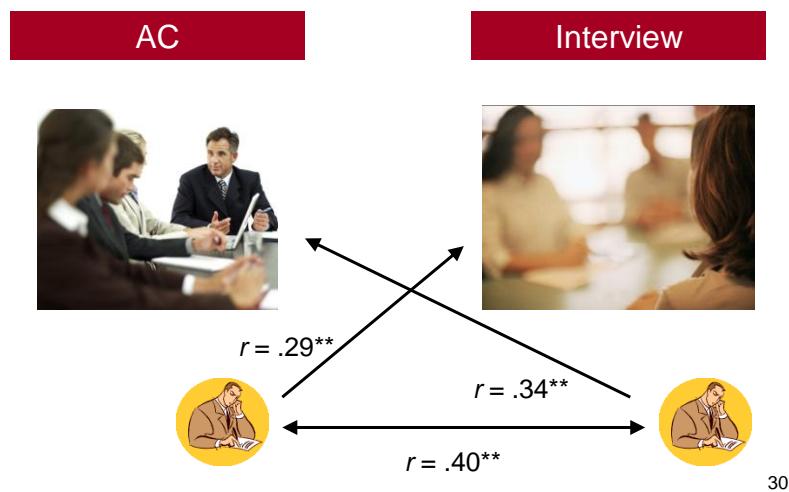 AC
Interview
r = .29**
r = .34**
r = .40**
30